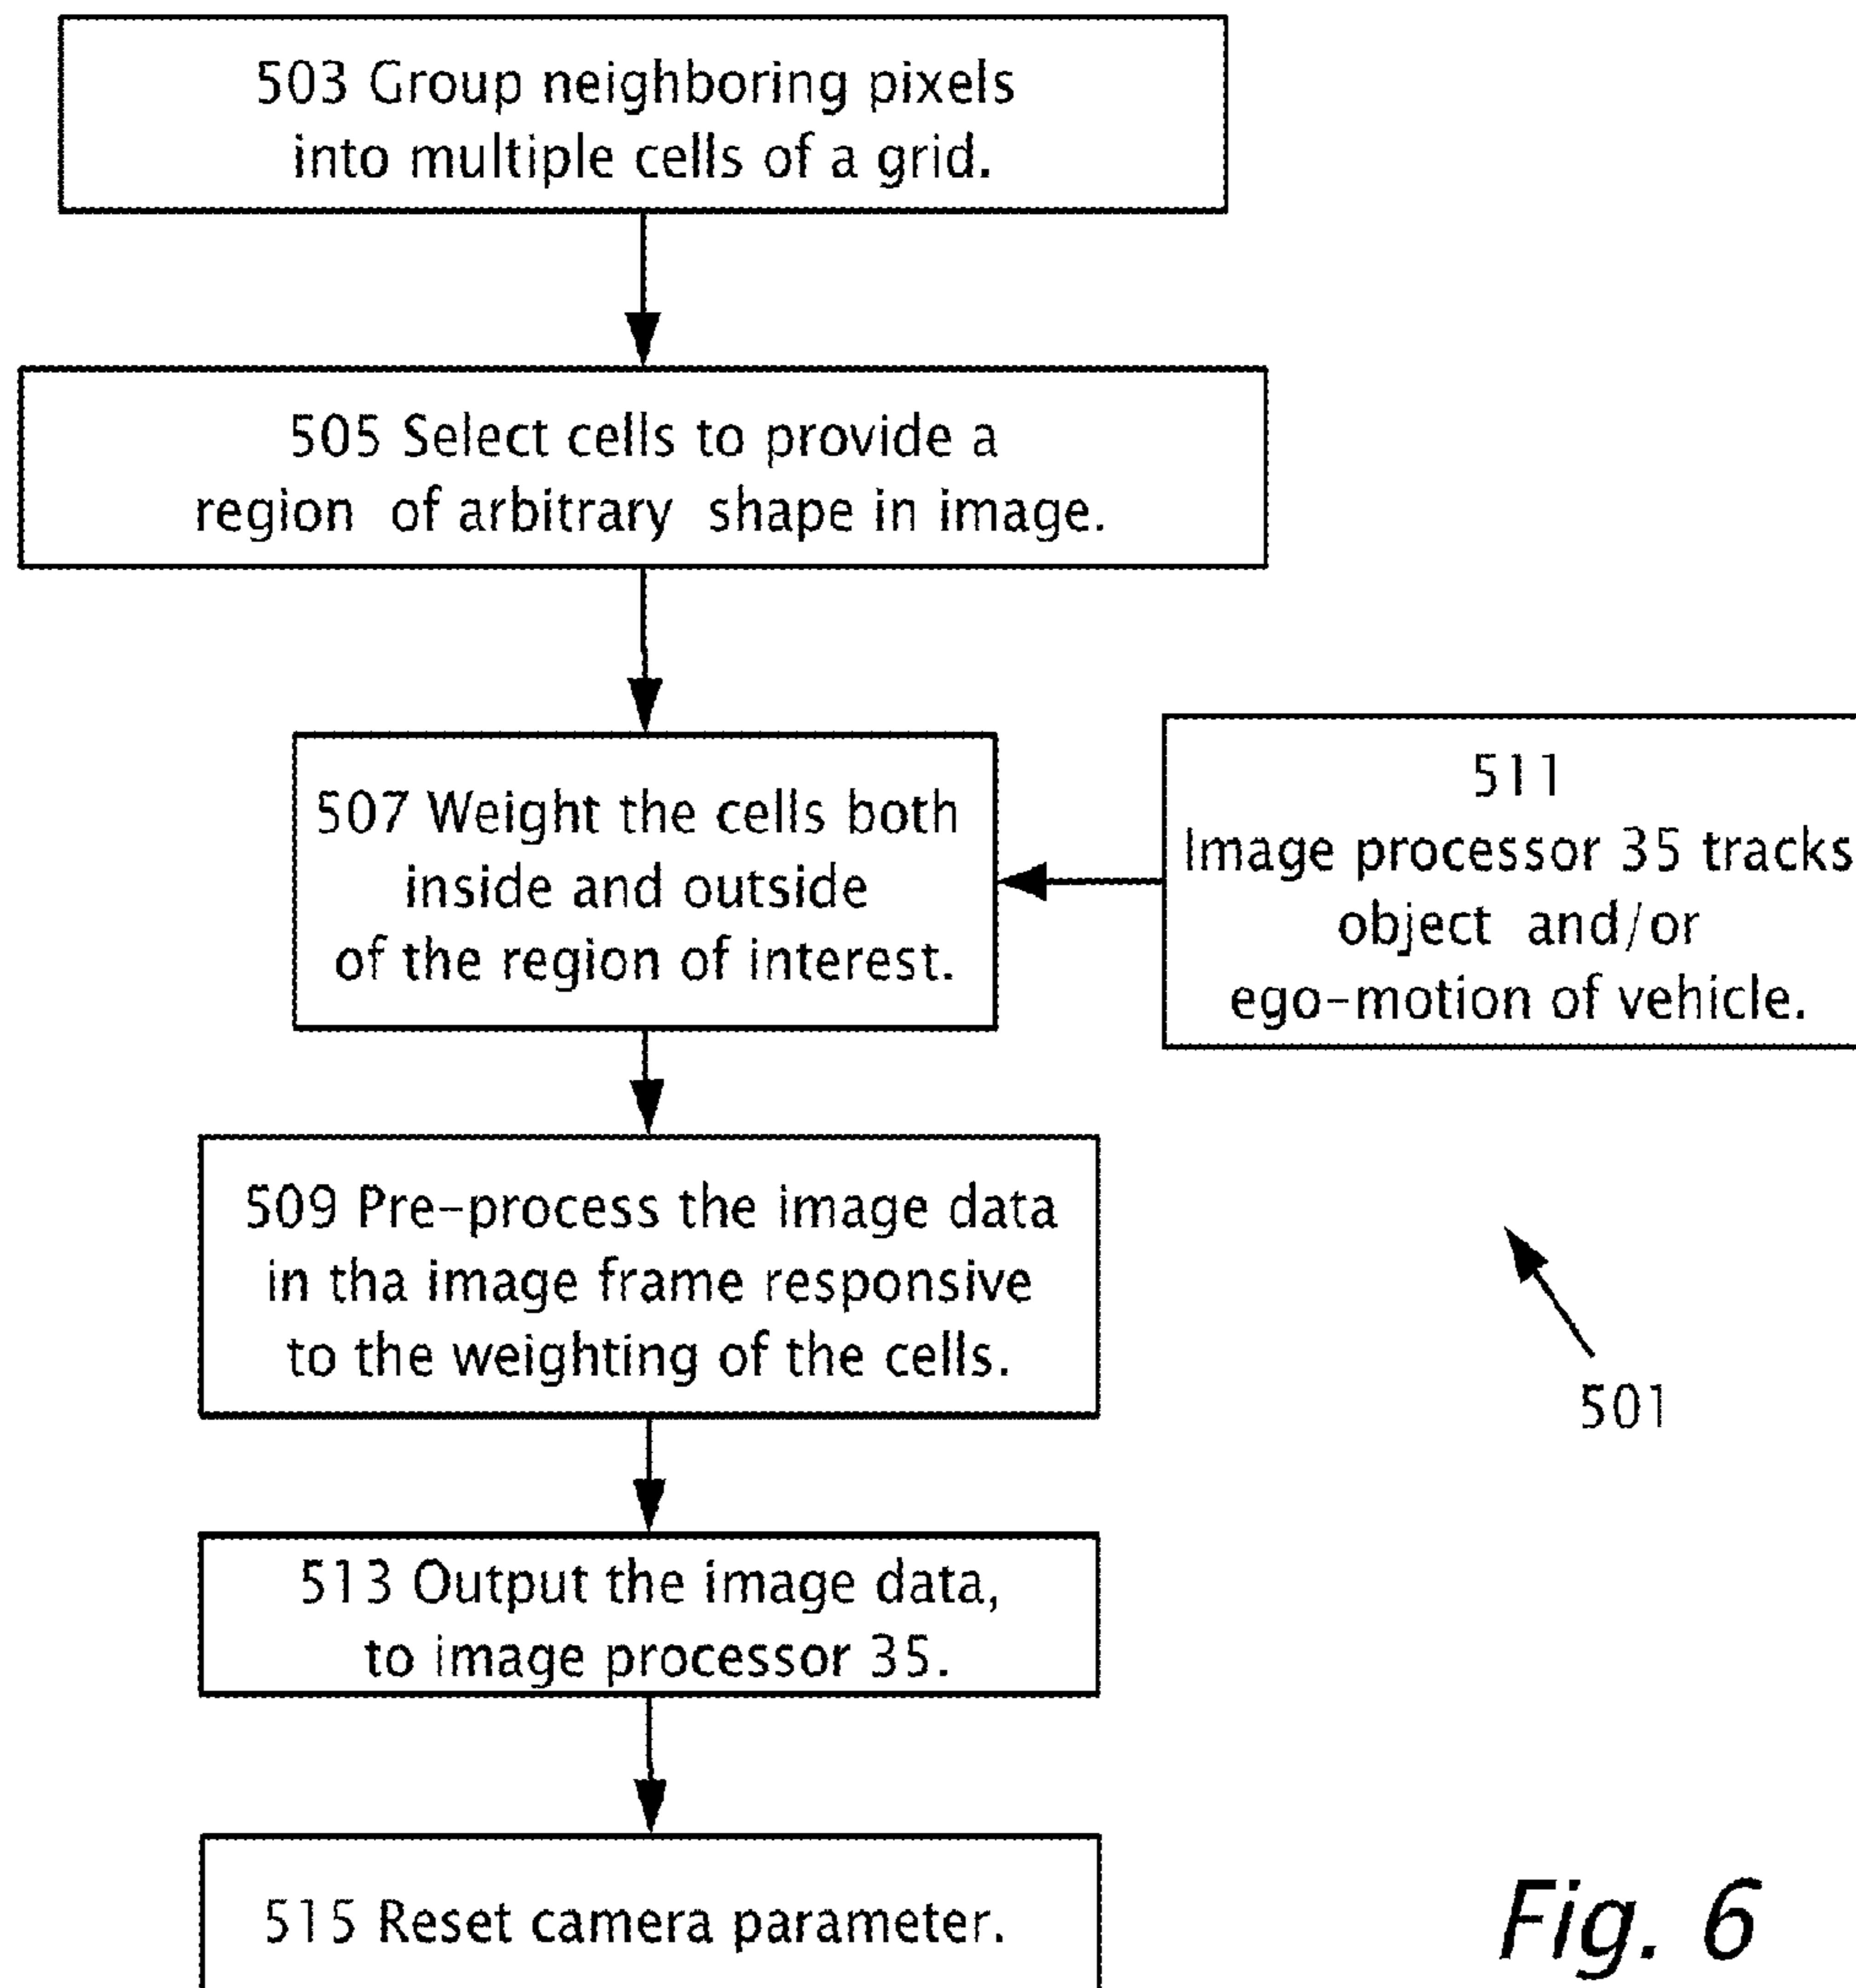 503 Group neighboring pixels
into multiple cells of a grid.
505 Select cells to provide a
region of arbitrary shape in image.
507 Weight the cells both
inside and outside
of the region of interest.
511
Image processor 35 tracks
object and/or
ego-motion of vehicle.
509 Pre-process the image data
in tha image frame responsive
to the weighting of the cells.
501
513 Output the image data,
to image processor 35.
515 Reset camera parameter.
Fig. 6